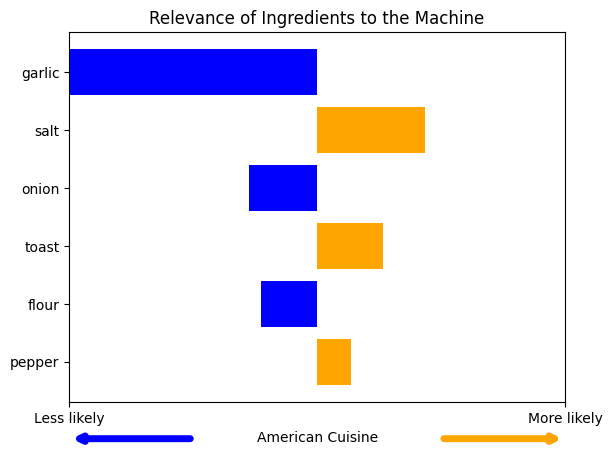 Relevance of Ingredients to the Machine
garlic
salt
onion
toast
flour
pepper
Less likely
More likely
American Cuisine